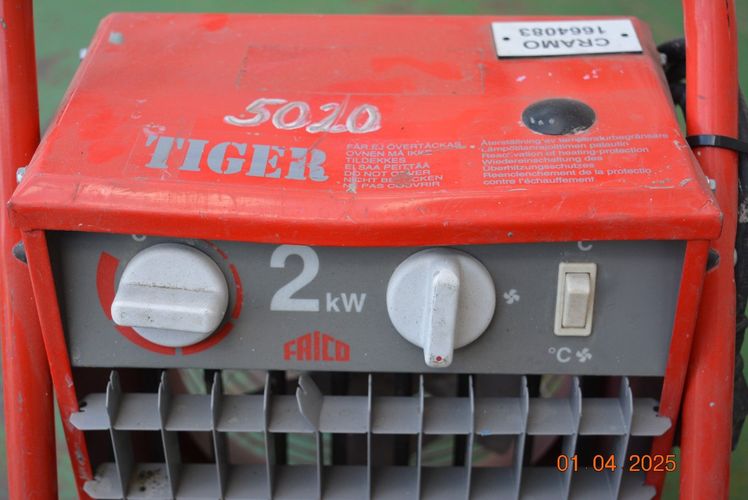 CRAMO
1664083
5020
TIGER
FÅR EJ ÖVERTÄCKAS
OVNEN MÅ IKKE
TILDEKKES
EI SAA PEITTÄÄ
DO NOT COVER
NICHT BEDECKEN
NE PAS COUVRIR
Återställning av temperaturbegränsare
Lämpötilanrajoittimen palautin
Reactivation of heating-protection
Wiedereinschaltung des
Überhitzungsschutzes
Réenclenchement de la protectio
contre l'échauffement
2 kW
FRICO
C
°C
01 04 2025